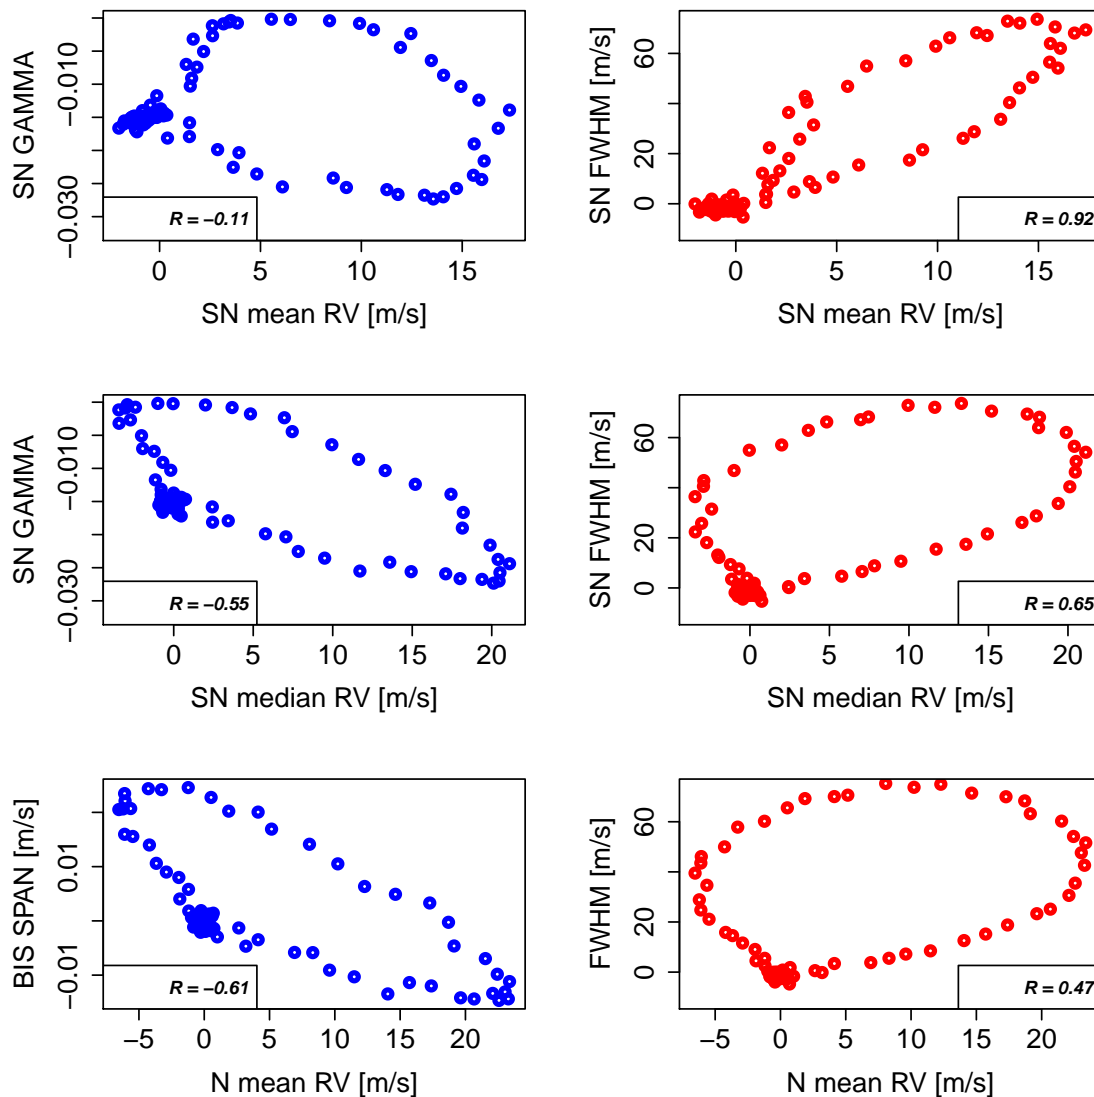 SN GAMMA
−0.010
−0.010
−0.030
R = −0.11
0 5 10 15
SN mean RV [m/s]
SN FWHM [m/s]
60
20
0
R = 0.92
0 5 10 15
SN mean RV [m/s]
SN GAMMA
−0.010
−0.010
−0.030
R = −0.55
0 5 10 15 20
SN median RV [m/s]
SN FWHM [m/s]
60
20
0
R = 0.65
0 5 10 15 20
SN median RV [m/s]
BIS SPAN [m/s]
0.01
−0.01
R = −0.61
−5 0 5 10 15 20
N mean RV [m/s]
FWHM [m/s]
60
20
0
R = 0.47
−5 0 5 10 15 20
N mean RV [m/s]